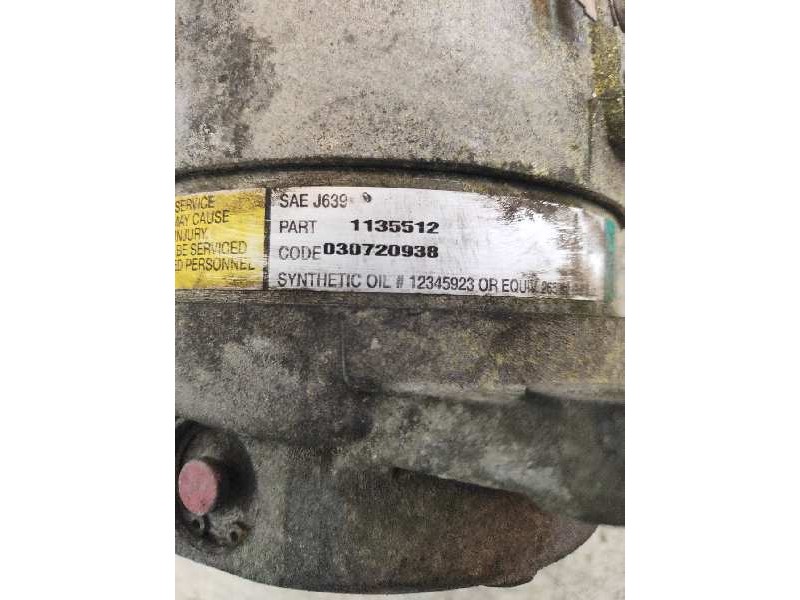 SERVICE
MAY CAUSE
INJURY.
BE SERVICED
PERSONNEL
SAE J639
PART 1135512
CODE 030720938
SYNTHETIC OIL # 12345923 OR EQUIV.